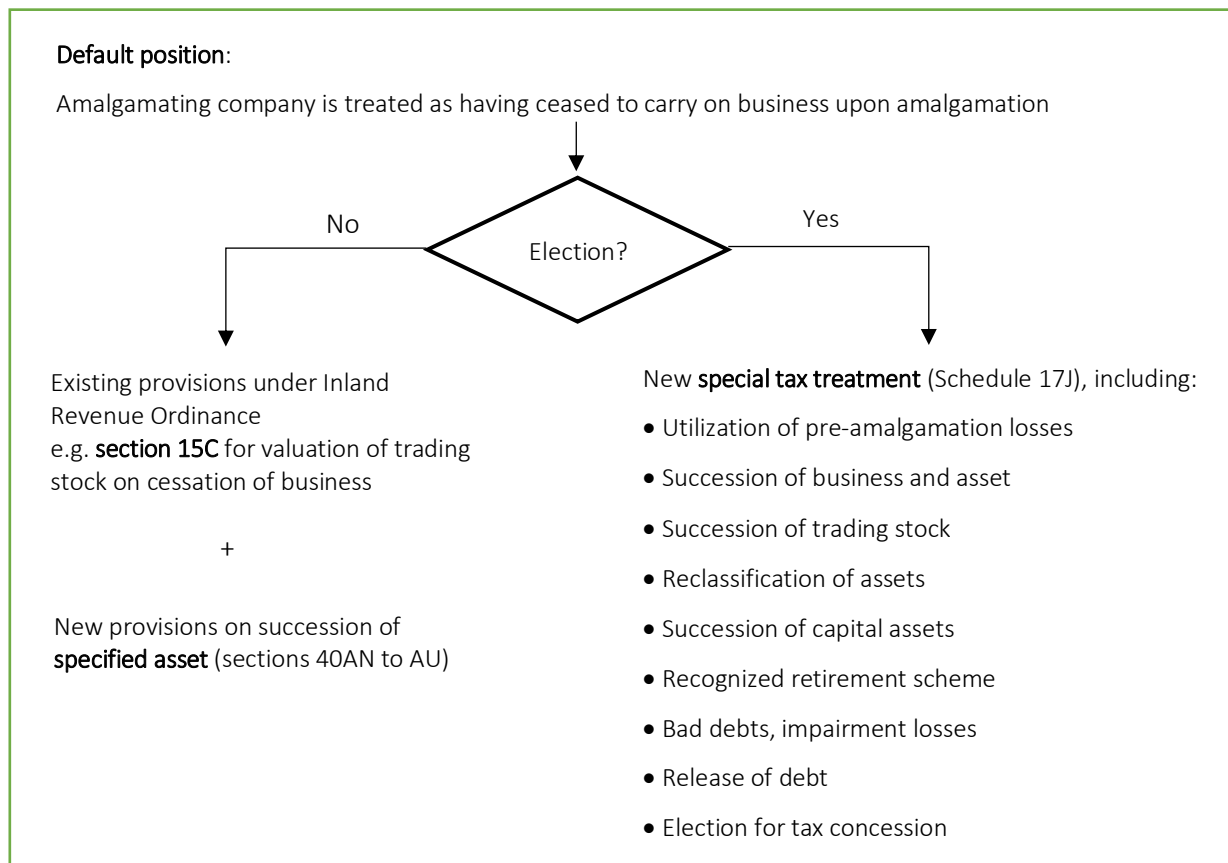 Default position:
Amalgamating company is treated as having ceased to carry on business upon amalgamation
No
Yes
Election?
Existing provisions under Inland
Revenue Ordinance
e.g. section 15C for valuation of trading
stock on cessation of business
+
New provisions on succession of
specified asset (sections 40AN to AU)
New special tax treatment (Schedule 17J), including:
• Utilization of pre-amalgamation losses
• Succession of business and asset
• Succession of trading stock
• Reclassification of assets
• Succession of capital assets
• Recognized retirement scheme
• Bad debts, impairment losses
• Release of debt
• Election for tax concession